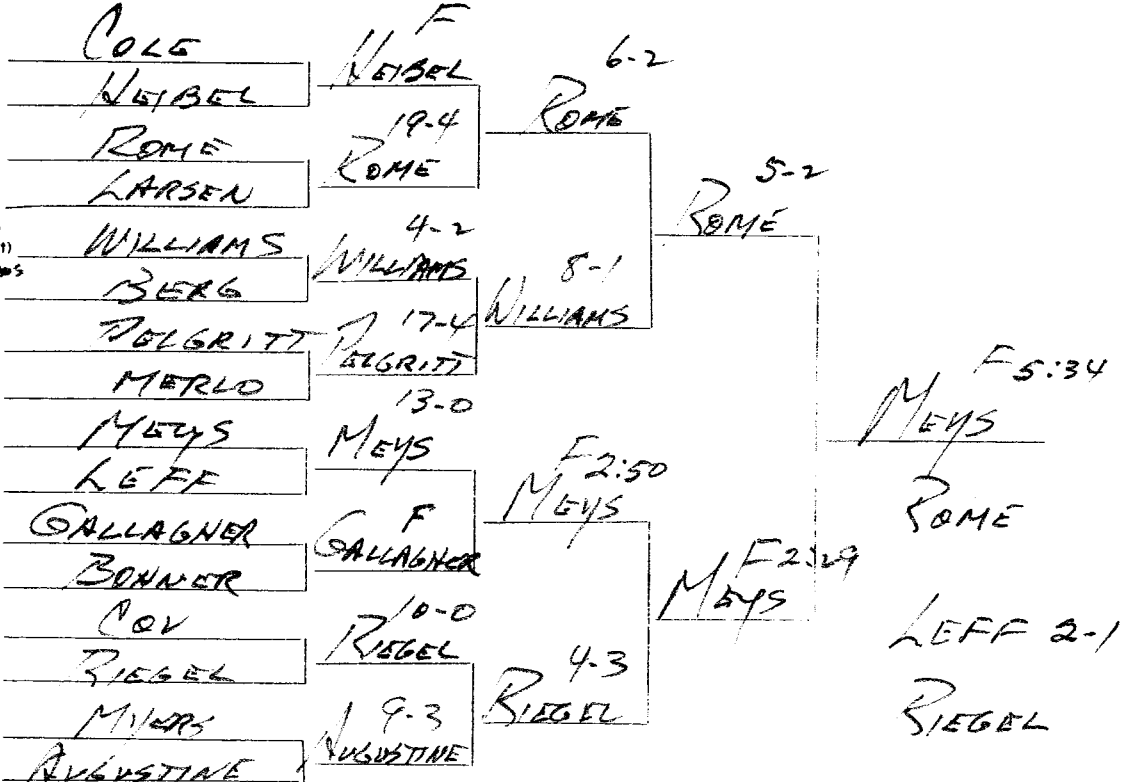 COLE
HEIBEL
ROME
LARSEN
WILLIAMS
BERG
DELGRITT
MERLO
MEYS
LEFF
GALLAGHER
BONNER
COV
RIEGEL
MYERS
AUGUSTINE
F
HEIBEL
19-4
ROME
4-2
WILLIAMS
17-4
DELGRITT
13-0
MEYS
F
GALLAGHER
10-0
RIEGEL
9-3
AUGUSTINE
6-2
ROME
8-1
WILLIAMS
F 2:50
MEYS
4-3
RIEGEL
5-2
ROME
F 2:29
MEYS
F 5:34
MEYS
ROME
LEFF 2-1
RIEGEL